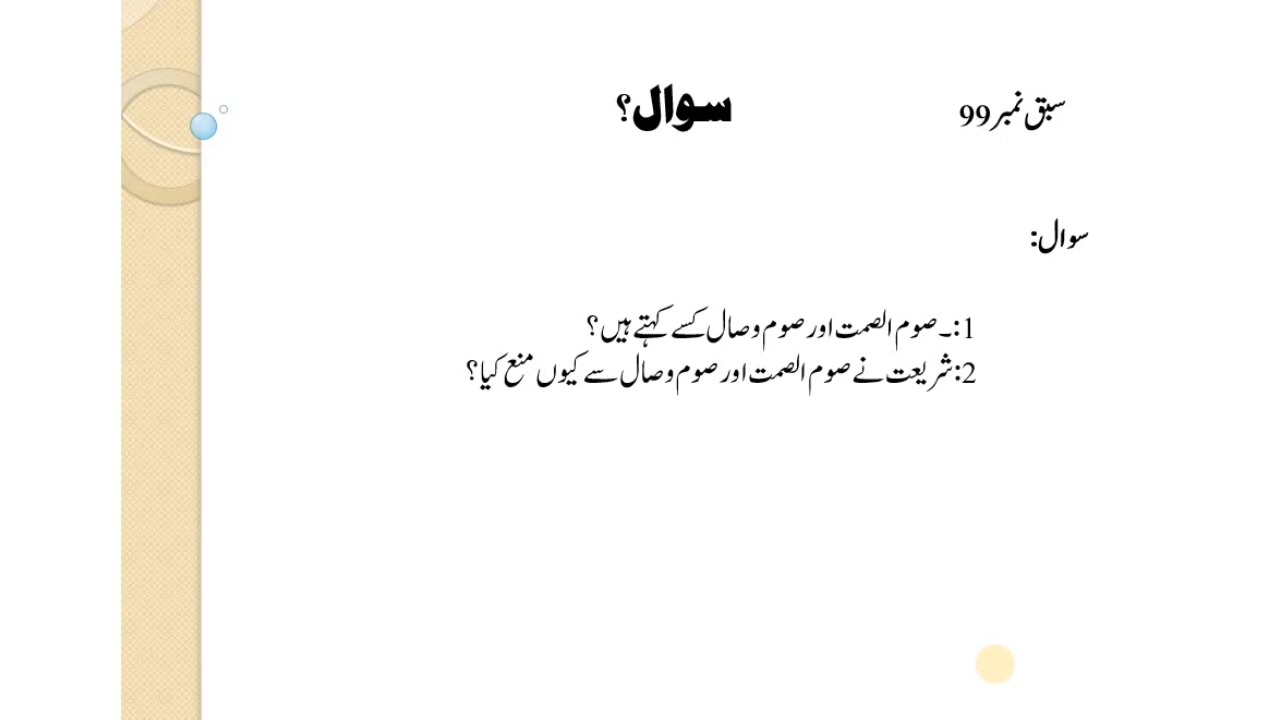 سبق نمبر99
سوال؟
سوال:
1:۔صوم الصمت اور صوم وصال کسے کہتے ہیں؟
2:شریعت نے صوم الصمت اور صوم وصال سے کیوں منع کیا؟